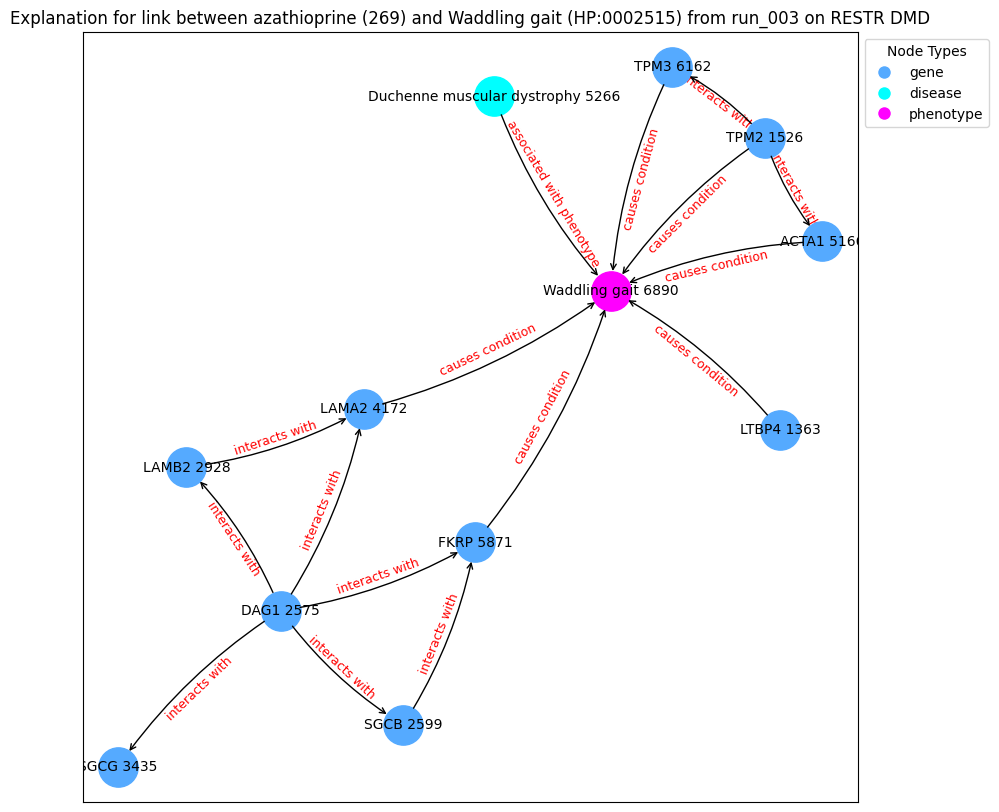 Explanation for link between azathioprine (269) and Waddling gait (HP:0002515) from run_003 on RESTR DMD
Node Types
gene
disease
phenotype
TPM3 6162
Duchenne muscular dystrophy 5266
interacts with
TPM2 1526
associated with phenotype
causes condition
causes condition
interacts with
ACTA1 5166
causes condition
Waddling gait 6890
causes condition
causes condition
LAMA2 4172
causes condition
LTBP4 1363
interacts with
LAMB2 2928
interacts with
interacts with
FKRP 5871
interacts with
DAG1 2575
interacts with
interacts with
interacts with
SGCB 2599
SGCG 3435